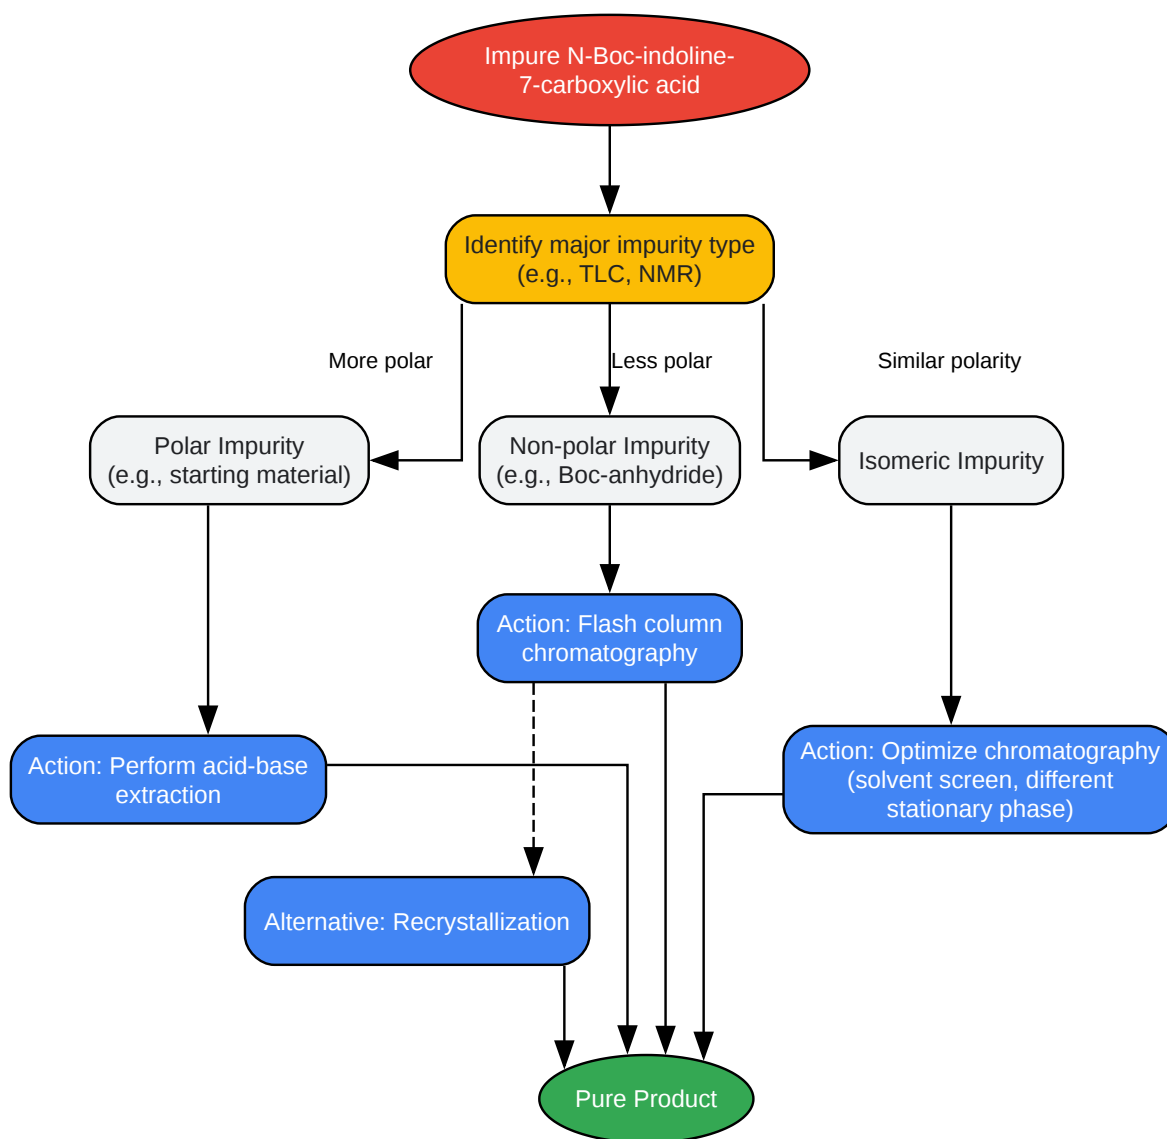 Impure N-Boc-indoline-
7-carboxylic acid
Identify major impurity type
(e.g., TLC, NMR)
More polar
Less polar
Similar polarity
Polar Impurity
(e.g., starting material)
Non-polar Impurity
(e.g., Boc-anhydride)
Isomeric Impurity
Action: Flash column
chromatography
Action: Perform acid-base
extraction
Action: Optimize chromatography
(solvent screen, different
stationary phase)
Alternative: Recrystallization
Pure Product